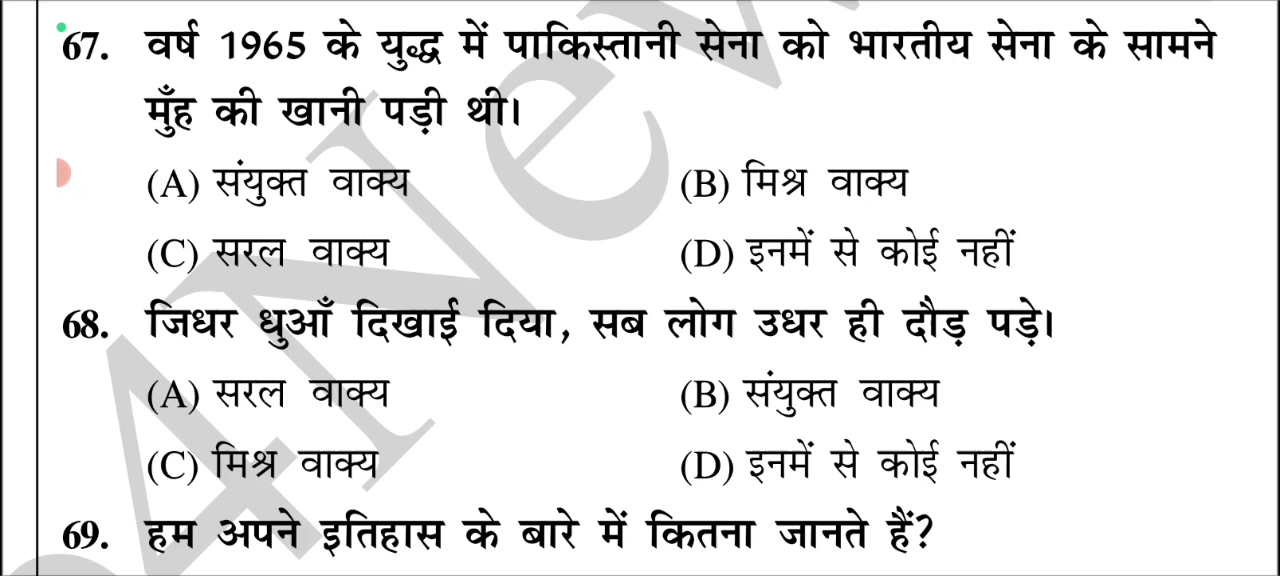 67. वर्ष 1965 के युद्ध में पाकिस्तानी सेना को भारतीय सेना के सामने
मुँह की खानी पड़ी थी।
(A) संयुक्त वाक्य (B) मिश्र वाक्य
(C) सरल वाक्य (D) इनमें से कोई नहीं
68. जिधर धुआँ दिखाई दिया, सब लोग उधर ही दौड़ पड़े।
(A) सरल वाक्य (B) संयुक्त वाक्य
(C) मिश्र वाक्य (D) इनमें से कोई नहीं
69. हम अपने इतिहास के बारे में कितना जानते हैं?